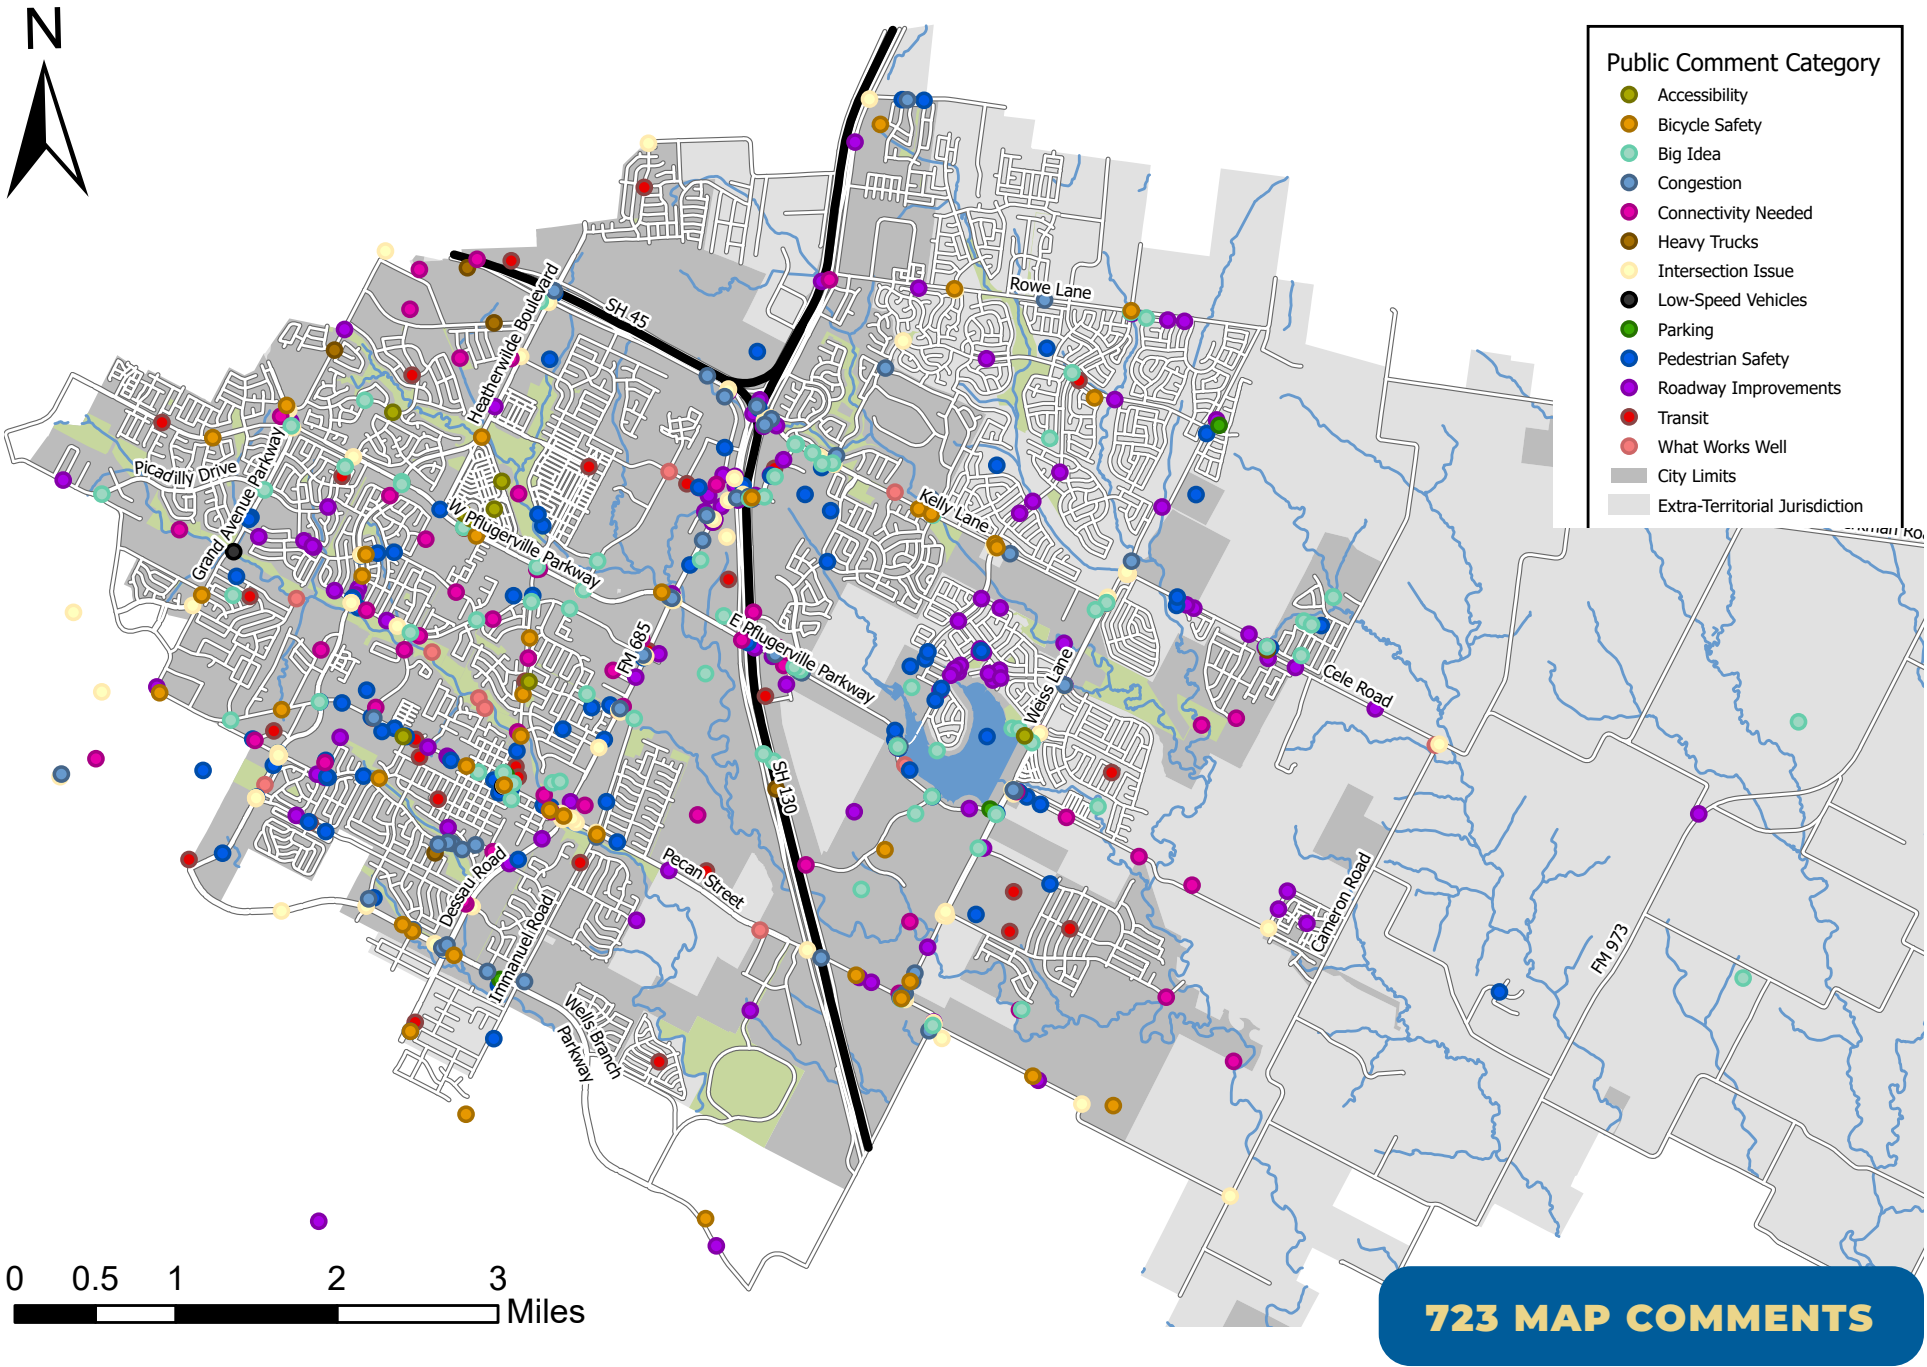 N
Public Comment Category
Accessibility
Bicycle Safety
Big Idea
Congestion
Connectivity Needed
Heavy Trucks
Intersection Issue
Low-Speed Vehicles
Parking
Pedestrian Safety
Roadway Improvements
Transit
What Works Well
City Limits
Extra-Territorial Jurisdiction
Rowe Lane
SH 45
Heatherwilde Boulevard
Picadilly Drive
Grand Avenue Parkway
W Pflugerville Parkway
Kelly Lane
E Pflugerville Parkway
FM 685
Weiss Lane
Cele Road
SH 130
Pecan Street
Dessau Road
Immanuel Road
Cameron Road
FM 973
Wells Branch
Parkway
0 0.5 1 2 3
Miles
723 MAP COMMENTS